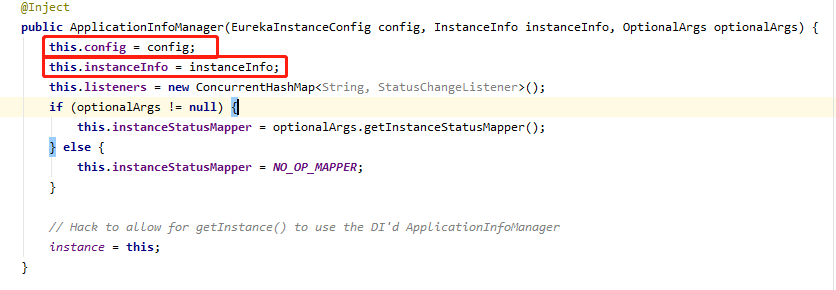 @Inject
public ApplicationInfoManager(EurekaInstanceConfig config, InstanceInfo instanceInfo, OptionalArgs optionalArgs) {
    this.config = config;
    this.instanceInfo = instanceInfo;
    this.listeners = new ConcurrentHashMap<String, StatusChangeListener>();
    if (optionalArgs != null) {
        this.instanceStatusMapper = optionalArgs.getInstanceStatusMapper();
    } else {
        this.instanceStatusMapper = NO_OP_MAPPER;
    }
    // Hack to allow for getInstance() to use the DI'd ApplicationInfoManager
    instance = this;
}